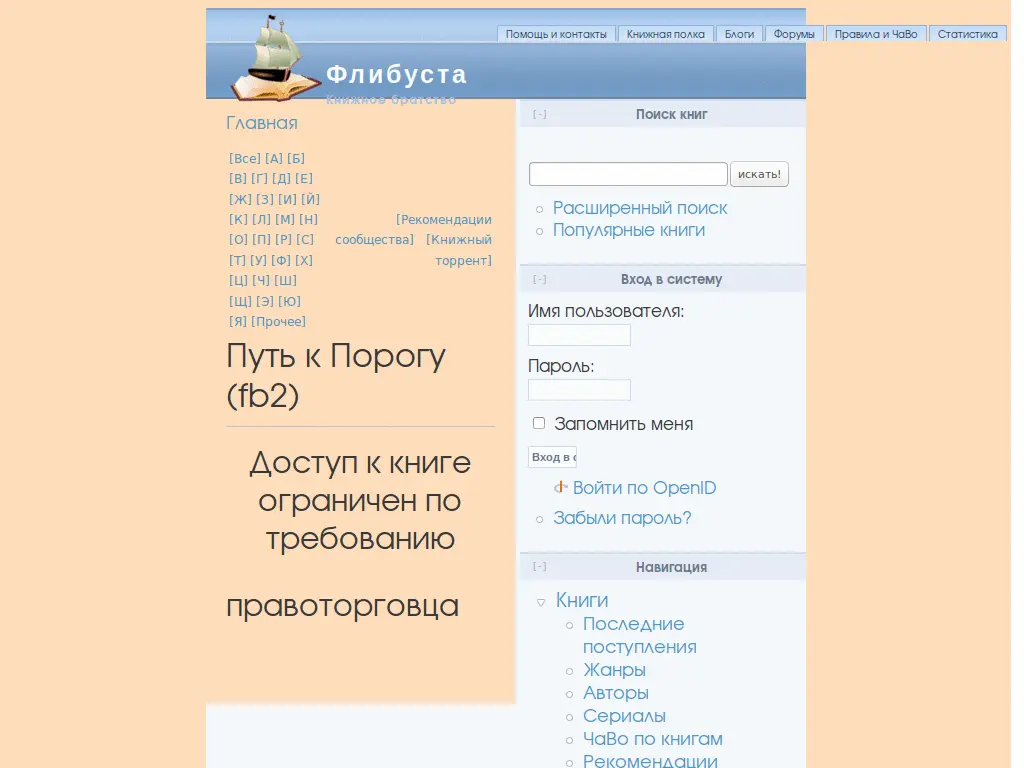 Помощь и контакты
Книжная полка
Блоги
Форумы
Правила и ЧаВо
Статистика
Флибуста
Книжное братство
Главная
[Все] [А] [Б]
[В] [Г] [Д] [Е]
[Ж] [З] [И] [Й]
[К] [Л] [М] [Н]
[О] [П] [Р] [С]
[Т] [У] [Ф] [Х]
[Ц] [Ч] [Ш]
[Щ] [Э] [Ю]
[Я] [Прочее]
[Рекомендации
сообщества] [Книжный
торрент]
Путь к Порогу
(fb2)
Доступ к книге
ограничен по
требованию
правоторговца
[-] Поиск книг
искать!
Расширенный поиск
Популярные книги
[-] Вход в систему
Имя пользователя:
Пароль:
Запомнить меня
Вход в с
Войти по OpenID
Забыли пароль?
[-] Навигация
Книги
Последние
поступления
Жанры
Авторы
Сериалы
ЧаВо по книгам
Рекомендации